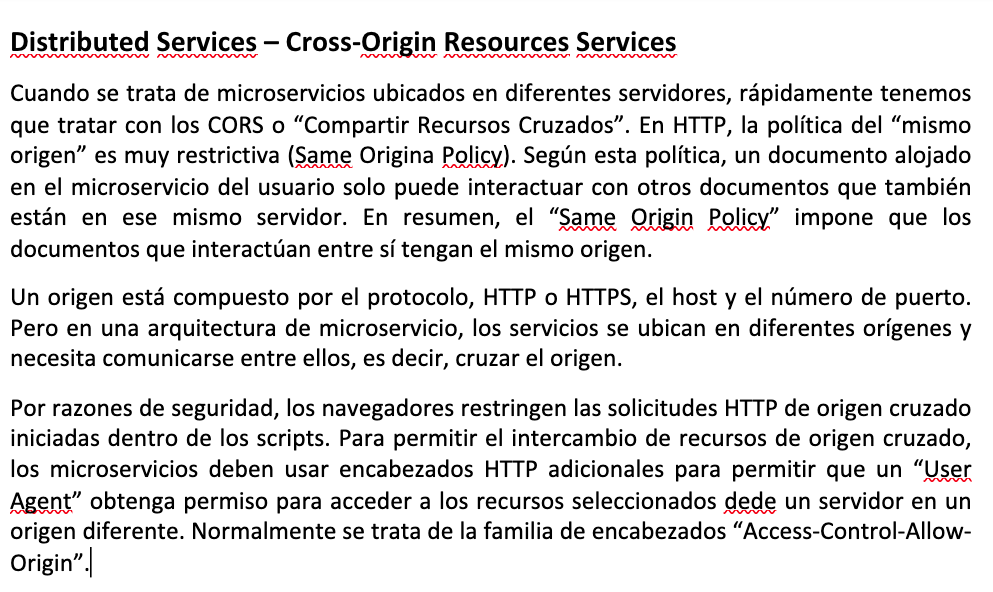 Distributed Services – Cross-Origin Resources Services
Cuando se trata de microservicios ubicados en diferentes servidores, rápidamente tenemos
que tratar con los CORS o “Compartir Recursos Cruzados”. En HTTP, la política del “mismo
origen” es muy restrictiva (Same Origina Policy). Según esta política, un documento alojado
en el microservicio del usuario solo puede interactuar con otros documentos que también
están en ese mismo servidor. En resumen, el “Same Origin Policy” impone que los
documentos que interactúan entre sí tengan el mismo origen.
Un origen está compuesto por el protocolo, HTTP o HTTPS, el host y el número de puerto.
Pero en una arquitectura de microservicio, los servicios se ubican en diferentes orígenes y
necesita comunicarse entre ellos, es decir, cruzar el origen.
Por razones de seguridad, los navegadores restringen las solicitudes HTTP de origen cruzado
iniciadas dentro de los scripts. Para permitir el intercambio de recursos de origen cruzado,
los microservicios deben usar encabezados HTTP adicionales para permitir que un “User
Agent” obtenga permiso para acceder a los recursos seleccionados dede un servidor en un
origen diferente. Normalmente se trata de la familia de encabezados “Access-Control-Allow-
Origin”.